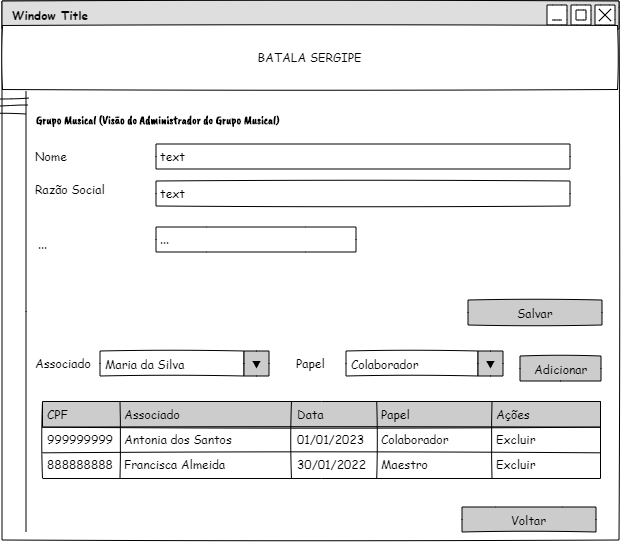 Window Title
BATALA SERGIPE
Grupo Musical (Visão do Administrador do Grupo Musical)
Nome text
Razão Social text
... ...
Salvar
Associado Maria da Silva Papel Colaborador Adicionar
CPF Associado Data Papel Ações
999999999 Antonia dos Santos 01/01/2023 Colaborador Excluir
888888888 Francisca Almeida 30/01/2022 Maestro Excluir
Voltar